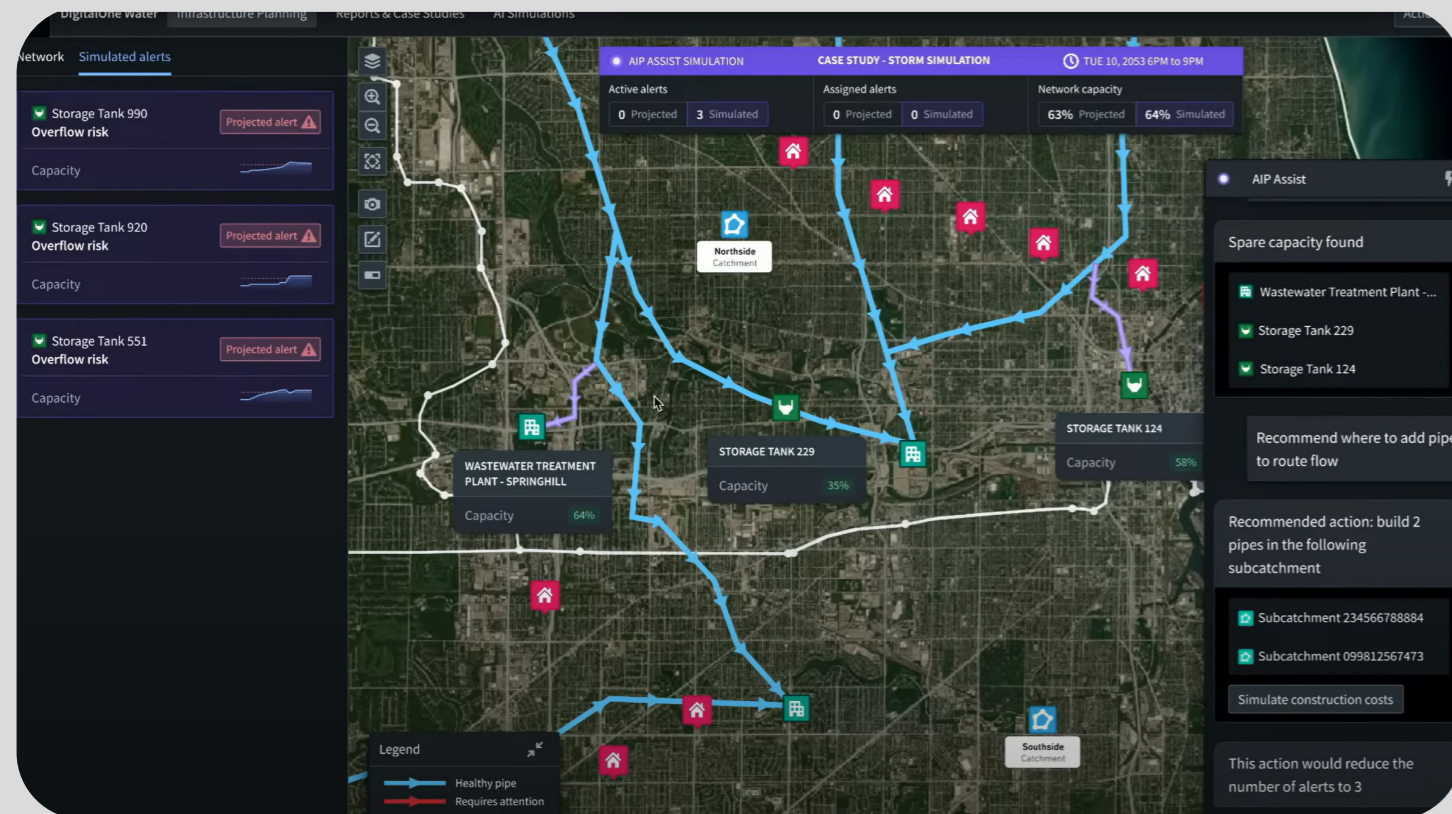 DigitalOne Water
Infrastructure Planning
Reports & Case Studies
AI Simulations
Network
Simulated alerts
Storage Tank 990
Overflow risk
Projected alert
Capacity
Storage Tank 920
Overflow risk
Projected alert
Capacity
Storage Tank 551
Overflow risk
Projected alert
Capacity
AIP ASSIST SIMULATION
CASE STUDY - STORM SIMULATION
TUE 10, 2053 6PM to 9PM
Active alerts
0 Projected 3 Simulated
Assigned alerts
0 Projected 0 Simulated
Network capacity
63% Projected 64% Simulated
Northside
Catchment
WASTEWATER TREATMENT
PLANT - SPRINGHILL
Capacity 64%
STORAGE TANK 229
Capacity 35%
STORAGE TANK 124
Capacity 58%
Southside
Catchment
Legend
Healthy pipe
Requires attention
AIP Assist
Spare capacity found
Wastewater Treatment Plant -...
Storage Tank 229
Storage Tank 124
Recommend where to add pipe
to route flow
Recommended action: build 2
pipes in the following
subcatchment
Subcatchment 234566788884
Subcatchment 099812567473
Simulate construction costs
This action would reduce the
number of alerts to 3